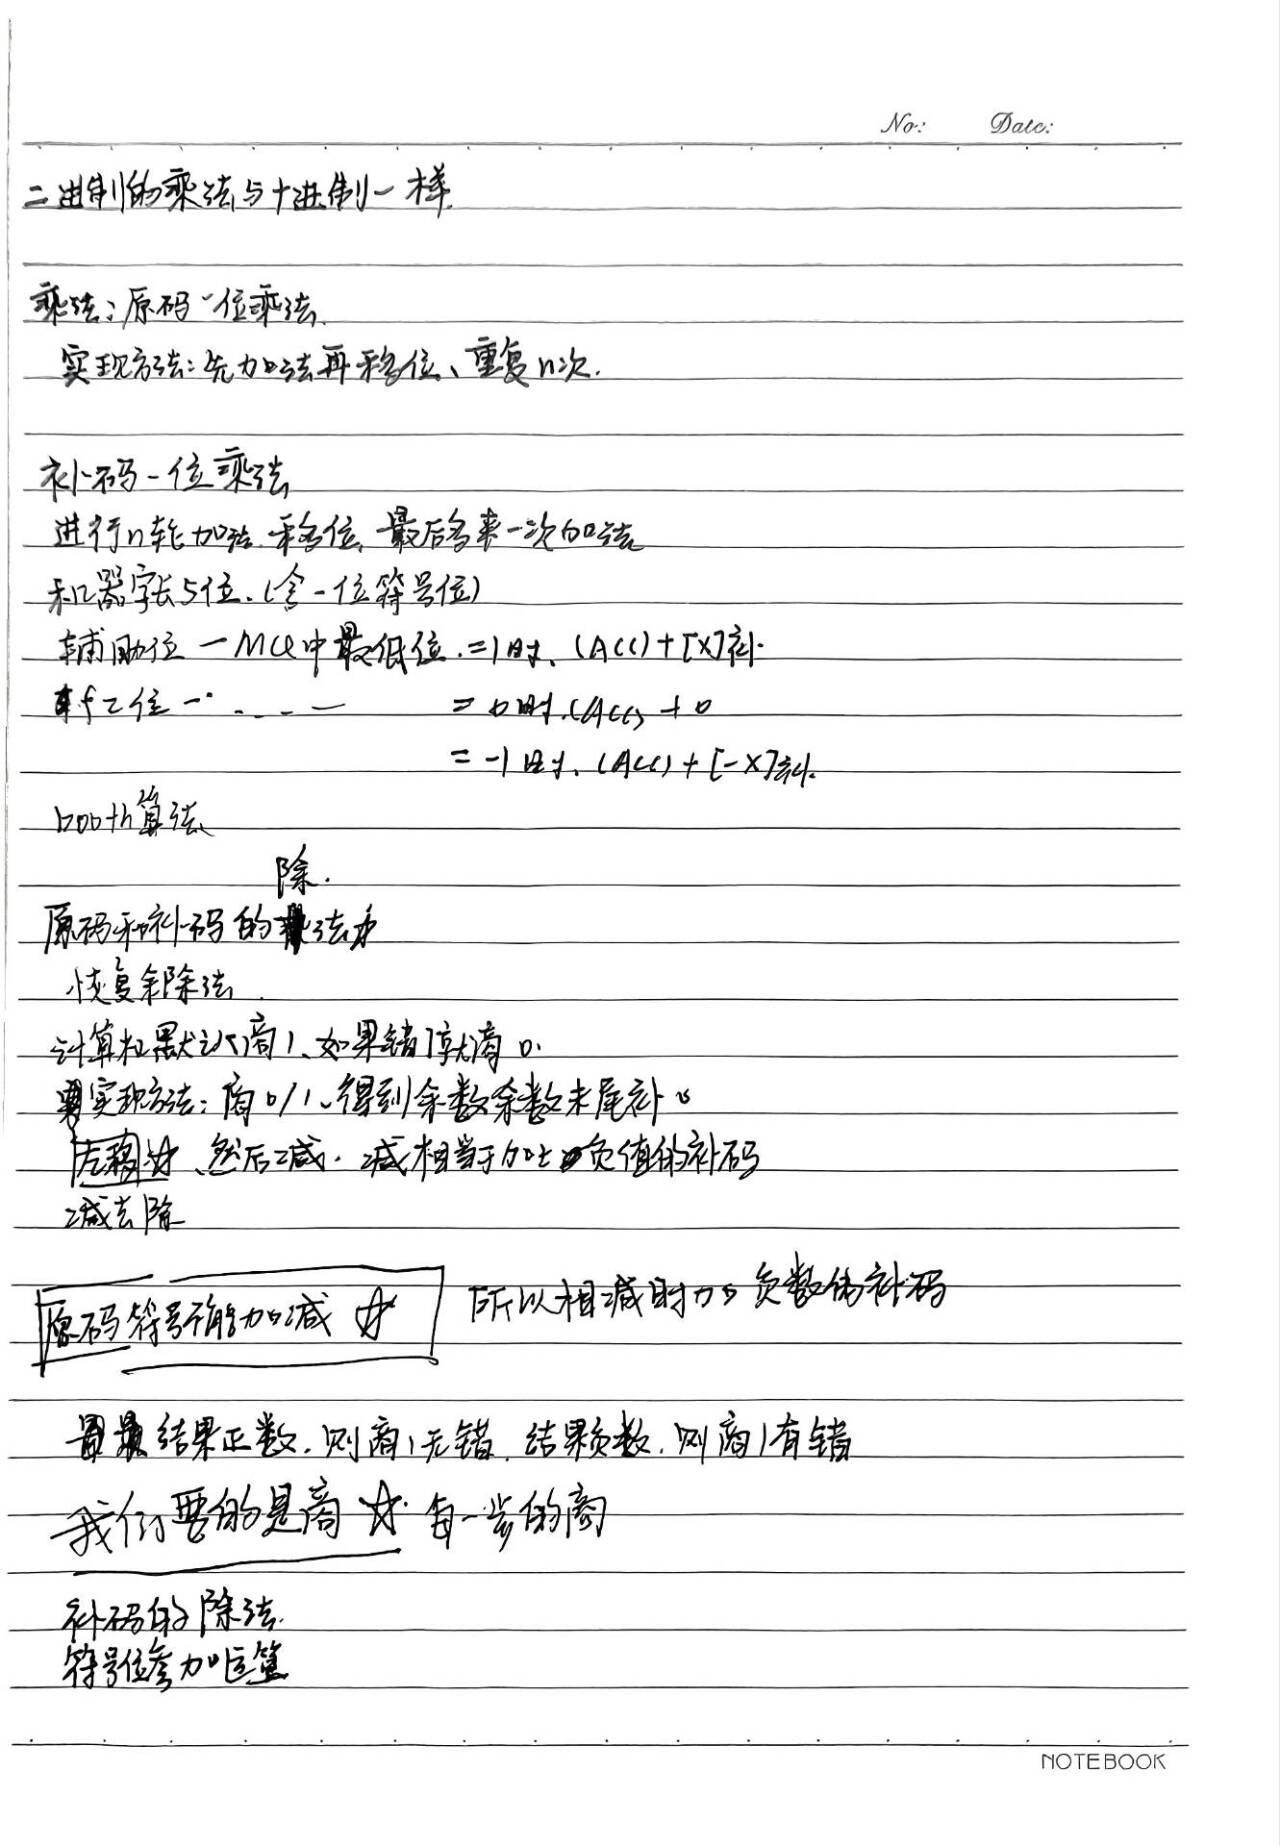 No: Date:
二进制的乘法与十进制一样
乘法：原码一位乘法
实现方法：先加法再移位、重复n次.
补码一位乘法
进行n轮加法、移位、最后多来一次加法
机器字长5位.（含一位符号位）
辅助位 — MQ中最低位 . =1时、(ACC)+[X]补.
= 0时.(ACC)+0
= -1时、(ACC)+[-X]补.
booth算法
除.
原码和补码的 法
恢复余除法.
计算机默认商1、如果错了就商0.
实现方法：商0/1、得到余数余数末尾补0
左移☆、然后减. 减相当于加上负值的补码
减去除
原码符号不能加减 ☆ 所以相减时加 负数的补码
结果正数.则商1无错. 结果负数.则商1有错
我们要的是商☆. 每一步的商
补码的除法.
符号位参加运算
NOTEBOOK